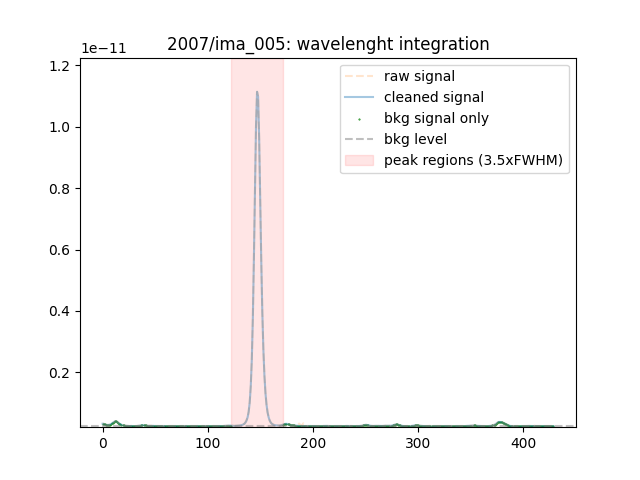 2007/ima_005: wavelenght integration
1e−11
raw signal
cleaned signal
bkg signal only
bkg level
peak regions (3.5xFWHM)
1.2
1.0
0.8
0.6
0.4
0.2
0 100 200 300 400